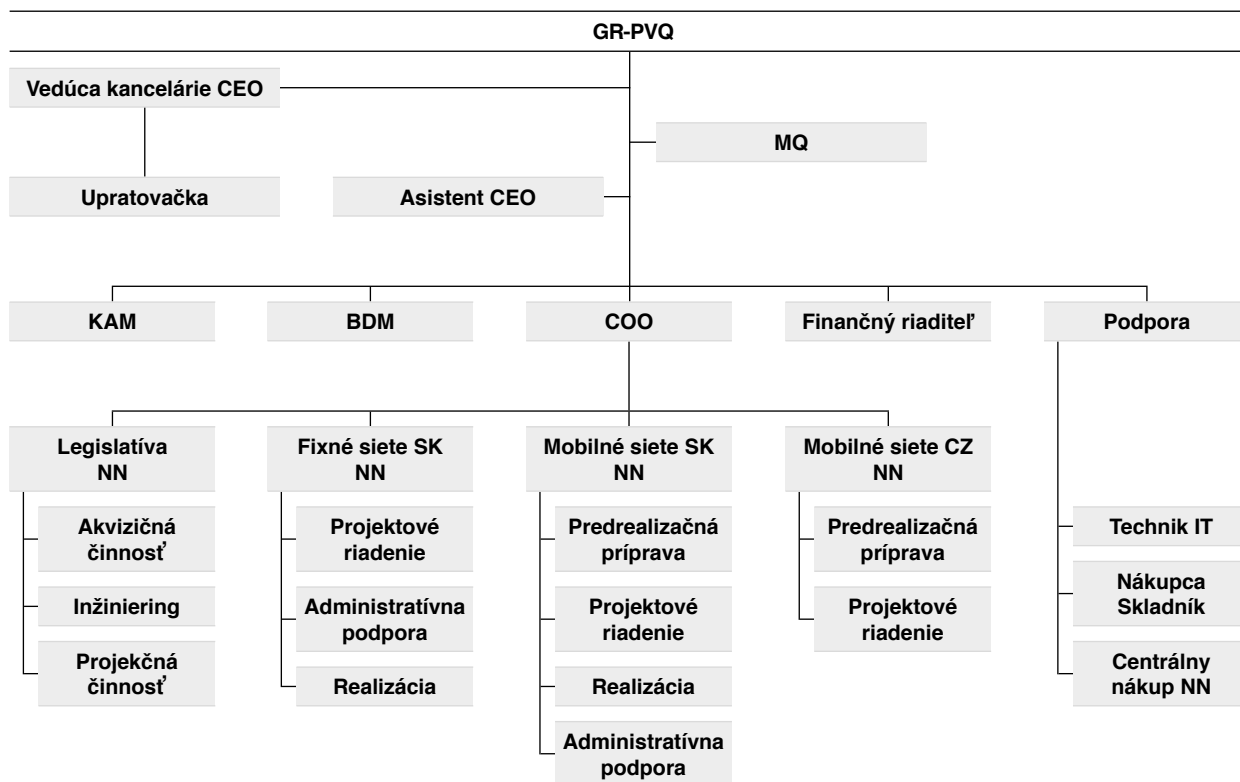 GR-PVQ
Vedúca kancelárie CEO
MQ
Upratovačka
Asistent CEO
KAM
BDM
COO
Finančný riaditeľ
Podpora
Legislatíva
NN
Fixné siete SK
NN
Mobilné siete SK
NN
Mobilné siete CZ
NN
Akvizičná
činnosť
Inžiniering
Projekčná
činnosť
Projektové
riadenie
Administratívna
podpora
Realizácia
Predrealizačná
príprava
Projektové
riadenie
Realizácia
Administratívna
podpora
Predrealizačná
príprava
Projektové
riadenie
Technik IT
Nákupca
Skladník
Centrálny
nákup NN